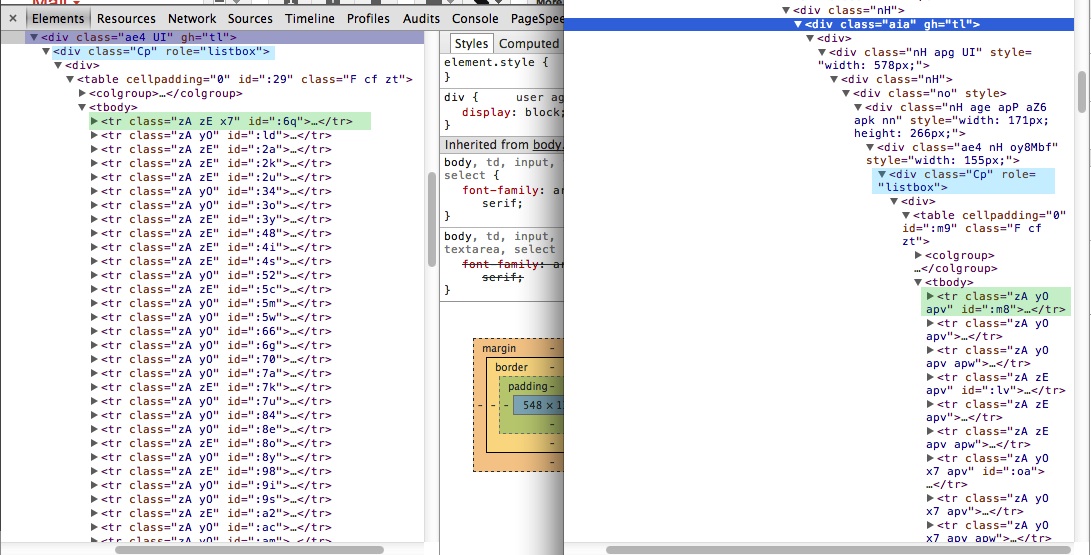 Elements Resources Network Sources Timeline Profiles Audits Console PageSpee
<div class="ae4 UI" gh="tl">
<div class="Cp" role="listbox">
<div>
<table cellpadding="0" id=":29" class="F cf zt">
<colgroup>…</colgroup>
<tbody>
<tr class="zA zE x7" id=":6q">…</tr>
<tr class="zA yO" id=":ld">…</tr>
<tr class="zA zE" id=":2a">…</tr>
<tr class="zA zE" id=":2k">…</tr>
<tr class="zA zE" id=":2u">…</tr>
<tr class="zA yO" id=":34">…</tr>
<tr class="zA yO" id=":3o">…</tr>
<tr class="zA zE" id=":3y">…</tr>
<tr class="zA zE" id=":48">…</tr>
<tr class="zA zE" id=":4i">…</tr>
<tr class="zA zE" id=":4s">…</tr>
<tr class="zA yO" id=":52">…</tr>
<tr class="zA zE" id=":5c">…</tr>
<tr class="zA yO" id=":5m">…</tr>
<tr class="zA yO" id=":5w">…</tr>
<tr class="zA yO" id=":66">…</tr>
<tr class="zA yO" id=":6g">…</tr>
<tr class="zA yO" id=":70">…</tr>
<tr class="zA yO" id=":7a">…</tr>
<tr class="zA zE" id=":7k">…</tr>
<tr class="zA yO" id=":7u">…</tr>
<tr class="zA yO" id=":84">…</tr>
<tr class="zA yO" id=":8e">…</tr>
<tr class="zA zE" id=":8o">…</tr>
<tr class="zA yO" id=":8y">…</tr>
<tr class="zA yO" id=":98">…</tr>
<tr class="zA yO" id=":9i">…</tr>
<tr class="zA yO" id=":9s">…</tr>
<tr class="zA zE" id=":a2">…</tr>
<tr class="zA yO" id=":ac">…</tr>
<tr class="zA yO" id=":am">…</tr>
Styles Computed
element.style {
}
div { user ag
display: block;
}
Inherited from body.
body, td, input,
select {
font-family: ar
serif;
}
body, td, input,
textarea, select
font-family: ar
serif;
}
margin -
border -
padding -
- - - 548 × 1
-
-
-
<div class="nH">
<div class="aia" gh="tl">
<div>
<div class="nH apg UI" style=
"width: 578px;">
<div class="nH">
<div class="no" style>
<div class="nH age apP aZ6
apk nn" style="width: 171px;
height: 266px;">
<div class="ae4 nH oy8Mbf"
style="width: 155px;">
<div class="Cp" role=
"listbox">
<div>
<table cellpadding="0"
id=":m9" class="F cf
zt">
<colgroup>
…</colgroup>
<tbody>
<tr class="zA yO
apv" id=":m8">…</tr>
<tr class="zA yO
apv">…</tr>
<tr class="zA yO
apv apw">…</tr>
<tr class="zA zE
apv" id=":lv">…</tr>
<tr class="zA zE
apv">…</tr>
<tr class="zA zE
apv apw">…</tr>
<tr class="zA yO
x7 apv" id=":oa">
…</tr>
<tr class="zA yO
x7 apv">…</tr>
<tr class="zA yO
x7 apv apw">…</tr>